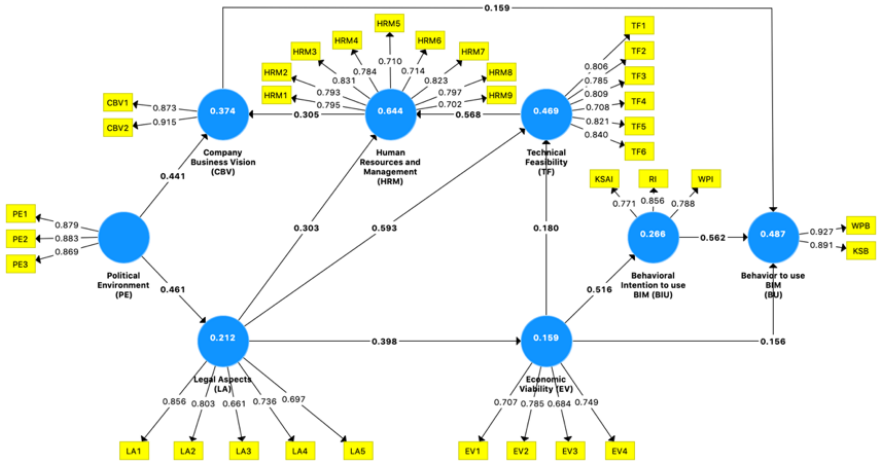 0.159
HRM5
HRM4
HRM6
HRM3
HRM7
HRM2
HRM8
HRM1
HRM9
0.710
0.784
0.714
0.831
0.823
0.793
0.797
0.795
0.702
TF1
TF2
TF3
TF4
TF5
TF6
0.806
0.785
0.809
0.708
0.821
0.840
CBV1
CBV2
0.873
0.915
0.374
0.305
0.644
0.568
0.469
Company
Business Vision
(CBV)
Human
Resources and
Management
(HRM)
Technical
Feasibility
(TF)
0.441
0.303
0.593
0.180
KSAI
RI
WPI
0.771
0.856
0.788
PE1
PE2
PE3
0.879
0.883
0.869
Political
Environment
(PE)
0.266
0.562
0.487
0.927
0.891
WPB
KSB
Behavioral
Intention to use
BIM (BIU)
Behavior to use
BIM
(BU)
0.461
0.516
0.212
0.398
0.159
0.156
Legal Aspects
(LA)
Economic
Viability (EV)
0.856
0.803
0.661
0.736
0.697
0.707
0.785
0.684
0.749
LA1
LA2
LA3
LA4
LA5
EV1
EV2
EV3
EV4